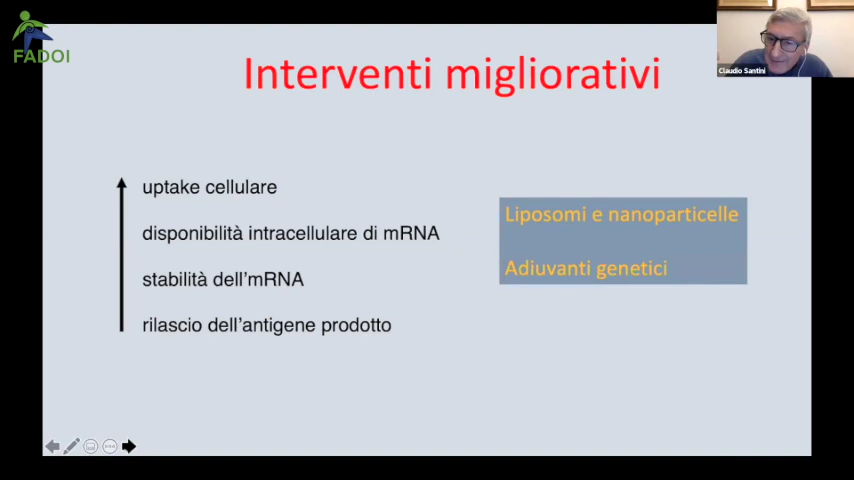 FADOI
Claudio Santini
Interventi migliorativi
uptake cellulare
disponibilità intracellulare di mRNA
stabilità dell'mRNA
rilascio dell'antigene prodotto
Liposomi e nanoparticelle
Adiuvanti genetici